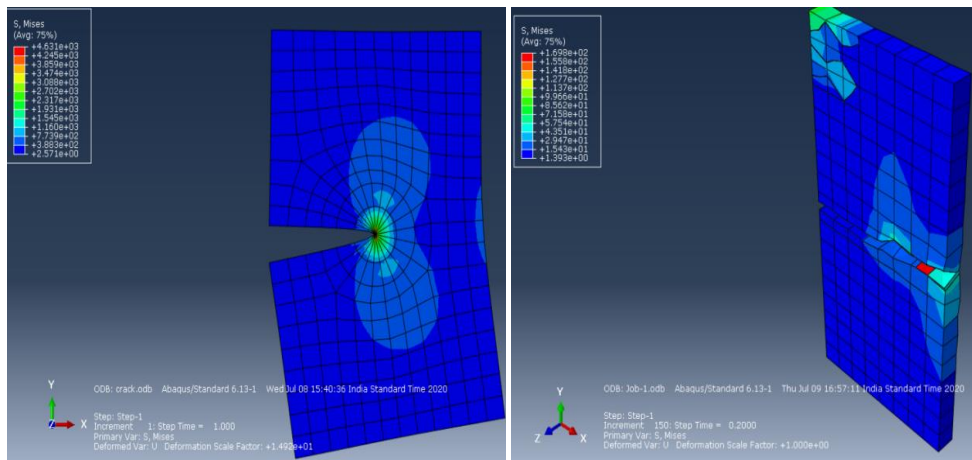 S, Mises
(Avg: 75%)
+4.631e+03
+4.245e+03
+3.859e+03
+3.474e+03
+3.088e+03
+2.702e+03
+2.317e+03
+1.931e+03
+1.545e+03
+1.160e+03
+7.739e+02
+3.883e+02
+2.571e+00
Y
Z X
ODB: crack.odb Abaqus/Standard 6.13-1 Wed Jul 08 15:40:36 India Standard Time 2020
Step: Step-1
Increment 1: Step Time = 1.000
Primary Var: S, Mises
Deformed Var: U Deformation Scale Factor: +1.492e+01
S, Mises
(Avg: 75%)
+1.698e+02
+1.558e+02
+1.418e+02
+1.277e+02
+1.137e+02
+9.966e+01
+8.562e+01
+7.158e+01
+5.754e+01
+4.351e+01
+2.947e+01
+1.543e+01
+1.393e+00
Y
Z X
ODB: Job-1.odb Abaqus/Standard 6.13-1 Thu Jul 09 16:57:11 India Standard Time 2020
Step: Step-1
Increment 150: Step Time = 0.2000
Primary Var: S, Mises
Deformed Var: U Deformation Scale Factor: +1.000e+00